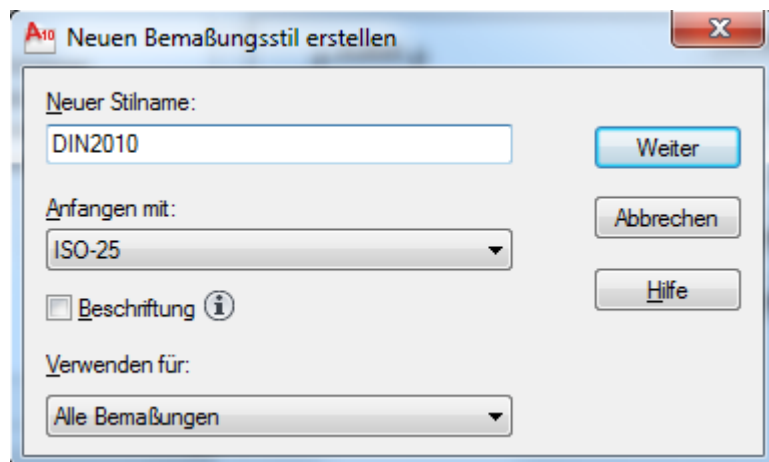 A10 Neuen Bemaßungsstil erstellen
Neuer Stilname:
DIN2010
Weiter
Anfangen mit:
ISO-25
Abbrechen
Beschriftung
Hilfe
Verwenden für:
Alle Bemaßungen